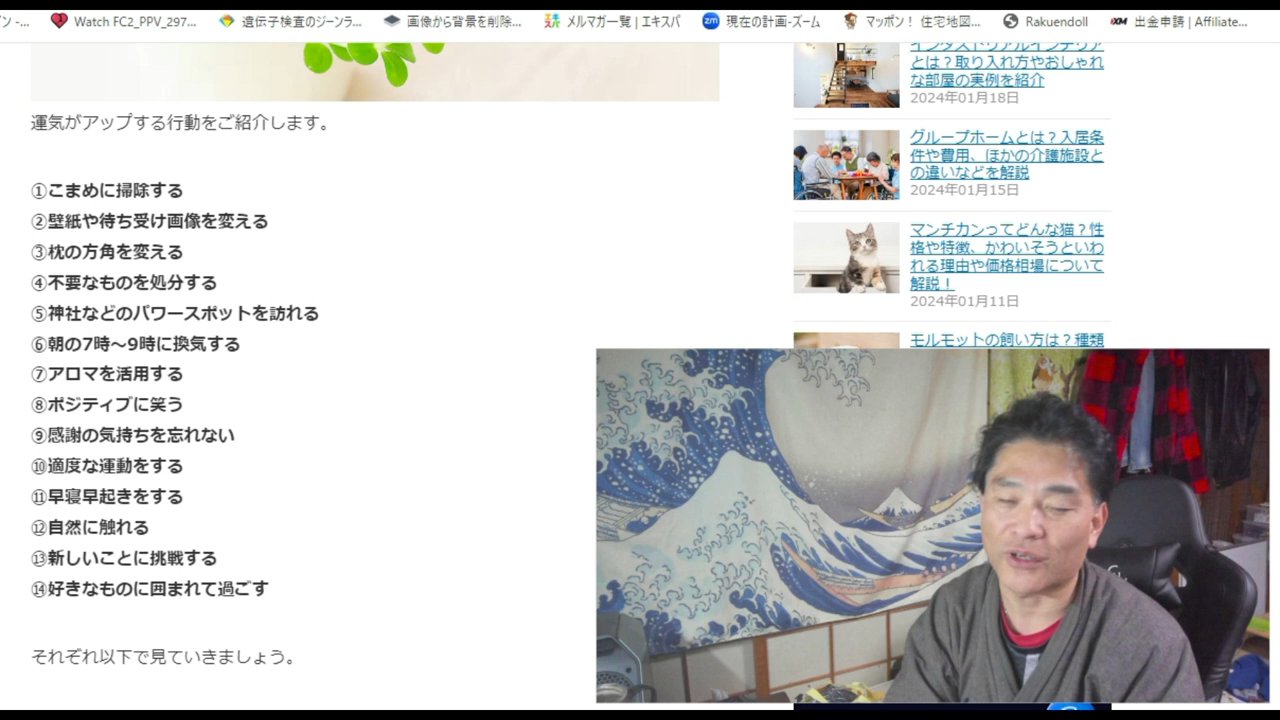 ン -...
Watch FC2_PPV_297...
遺伝子検査のジーンラ...
画像から背景を削除...
メルマガ一覧 | エキスパ
現在の計画-ズーム
マッポン！ 住宅地図...
Rakuendoll
出金申請 | Affiliate...
運気がアップする行動をご紹介します。
①こまめに掃除する
②壁紙や待ち受け画像を変える
③枕の方角を変える
④不要なものを処分する
⑤神社などのパワースポットを訪れる
⑥朝の7時～9時に換気する
⑦アロマを活用する
⑧ポジティブに笑う
⑨感謝の気持ちを忘れない
⑩適度な運動をする
⑪早寝早起きをする
⑫自然に触れる
⑬新しいことに挑戦する
⑭好きなものに囲まれて過ごす
それぞれ以下で見ていきましょう。
インダストリアルインテリア
とは？取り入れ方やおしゃれ
な部屋の実例を紹介
2024年01月18日
グループホームとは？入居条
件や費用、ほかの介護施設と
の違いなどを解説
2024年01月15日
マンチカンってどんな猫？性
格や特徴、かわいそうといわ
れる理由や価格相場について
解説！
2024年01月11日
モルモットの飼い方は？種類